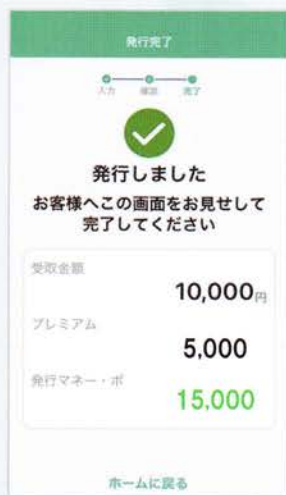 発行完了
入力 確認 完了
発行しました
お客様へこの画面をお見せして
完了してください
受取金額
10,000円
プレミアム
5,000
発行マネー・ポ
15,000
ホームに戻る